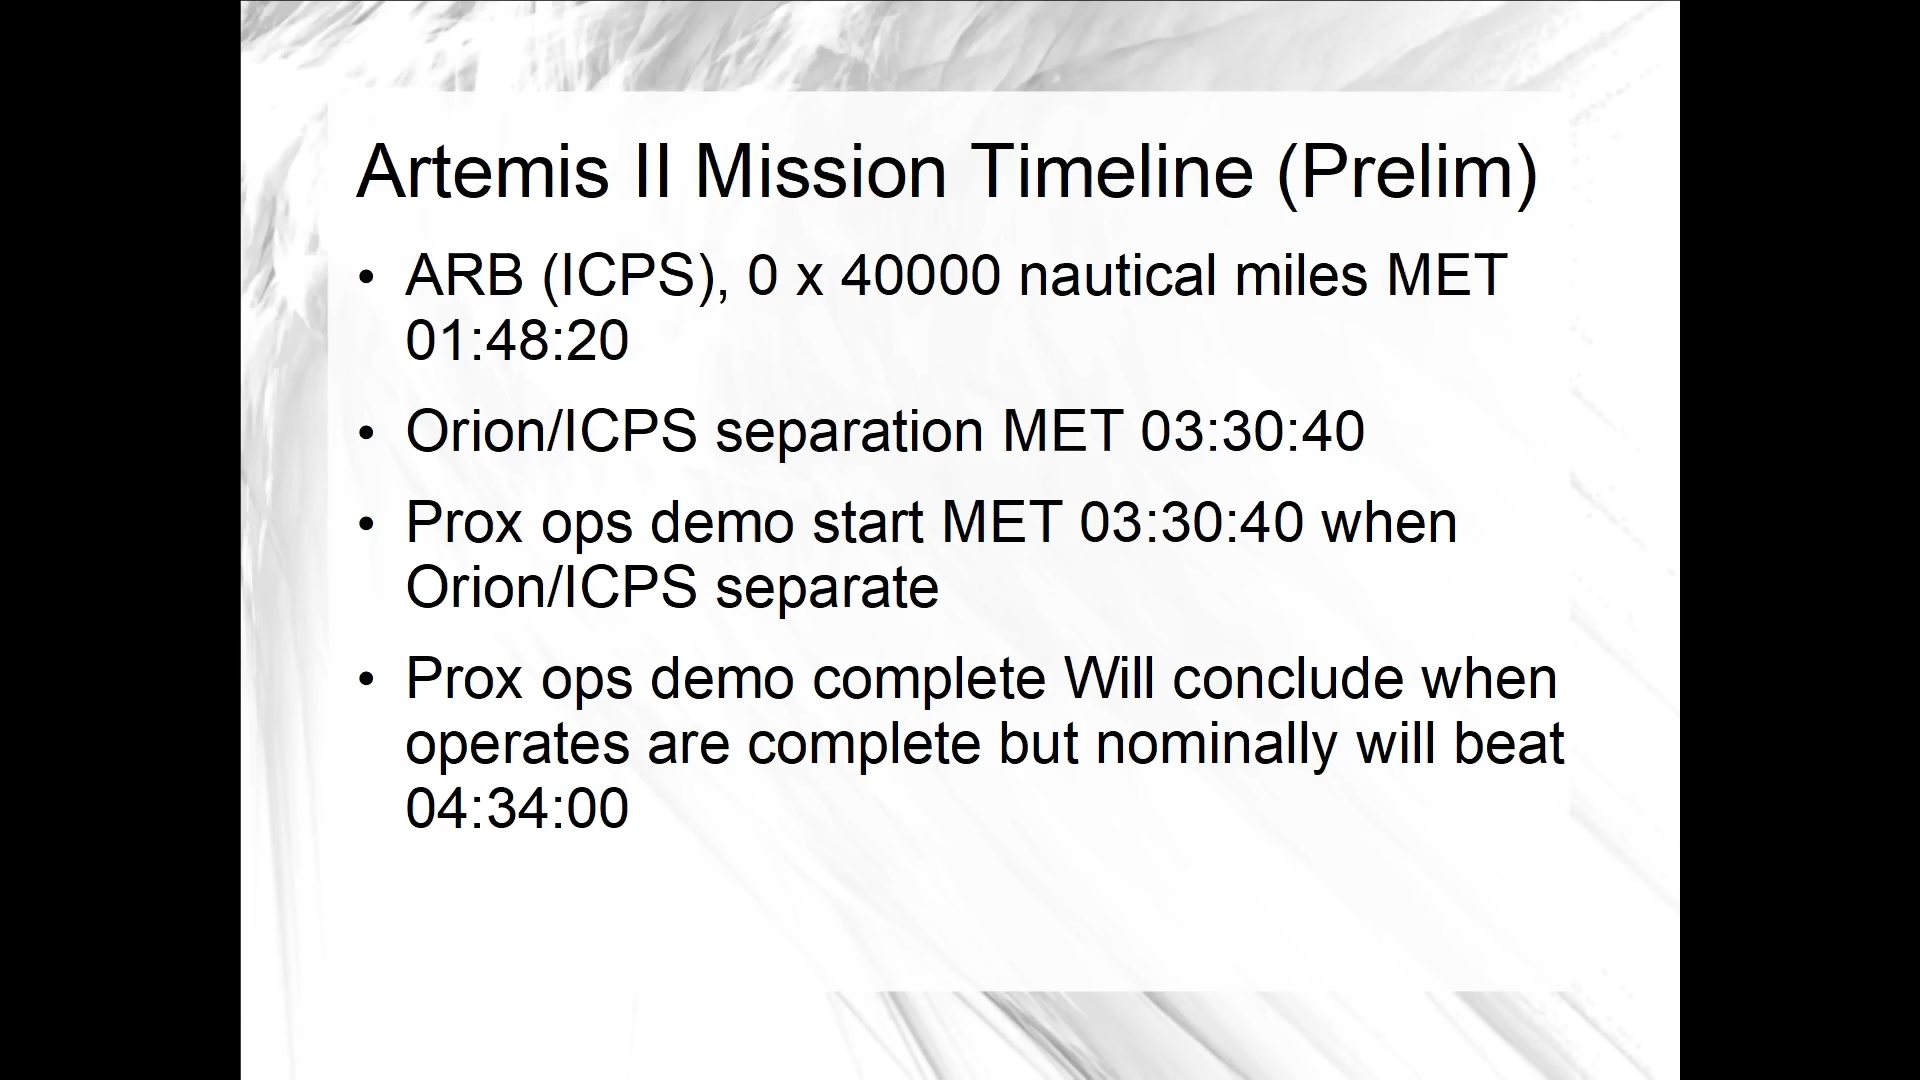 Artemis II Mission Timeline (Prelim)
• ARB (ICPS), 0 x 40000 nautical miles MET
01:48:20
• Orion/ICPS separation MET 03:30:40
• Prox ops demo start MET 03:30:40 when
Orion/ICPS separate
• Prox ops demo complete Will conclude when
operates are complete but nominally will beat
04:34:00